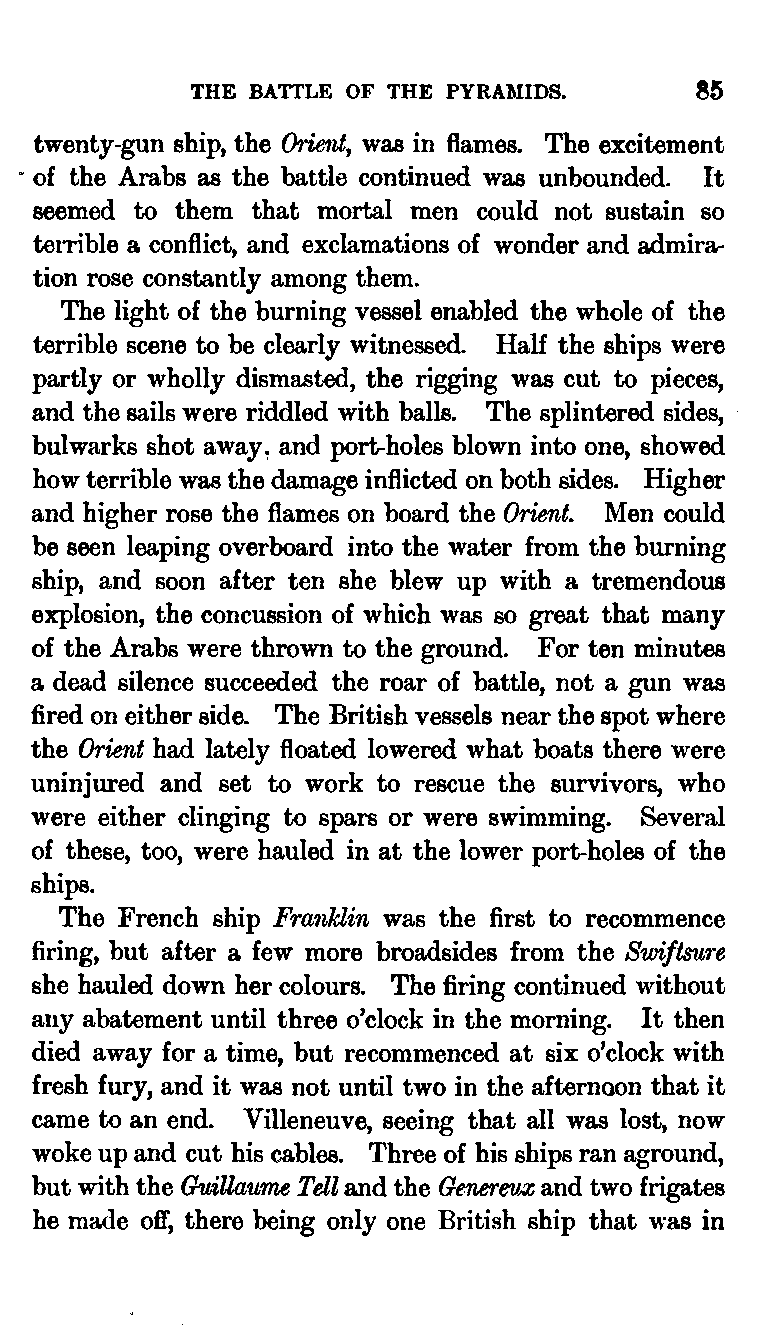 THE BATTLE OF THE PYRAMIDS. 85
twenty-gun ship, the Orient, was in flames. The excitement
of the Arabs as the battle continued was unbounded. It
seemed to them that mortal men could not sustain so
terrible a conflict, and exclamations of wonder and admira-
tion rose constantly among them.
The light of the burning vessel enabled the whole of the
terrible scene to be clearly witnessed. Half the ships were
partly or wholly dismasted, the rigging was cut to pieces,
and the sails were riddled with balls. The splintered sides,
bulwarks shot away, and port-holes blown into one, showed
how terrible was the damage inflicted on both sides. Higher
and higher rose the flames on board the Orient. Men could
be seen leaping overboard into the water from the burning
ship, and soon after ten she blew up with a tremendous
explosion, the concussion of which was so great that many
of the Arabs were thrown to the ground. For ten minutes
a dead silence succeeded the roar of battle, not a gun was
fired on either side. The British vessels near the spot where
the Orient had lately floated lowered what boats there were
uninjured and set to work to rescue the survivors, who
were either clinging to spars or were swimming. Several
of these, too, were hauled in at the lower port-holes of the
ships.
The French ship Franklin was the first to recommence
firing, but after a few more broadsides from the Swiftsure
she hauled down her colours. The firing continued without
any abatement until three o'clock in the morning. It then
died away for a time, but recommenced at six o'clock with
fresh fury, and it was not until two in the afternoon that it
came to an end. Villeneuve, seeing that all was lost, now
woke up and cut his cables. Three of his ships ran aground,
but with the Guillaume Tell and the Genereux and two frigates
he made off, there being only one British ship that was in